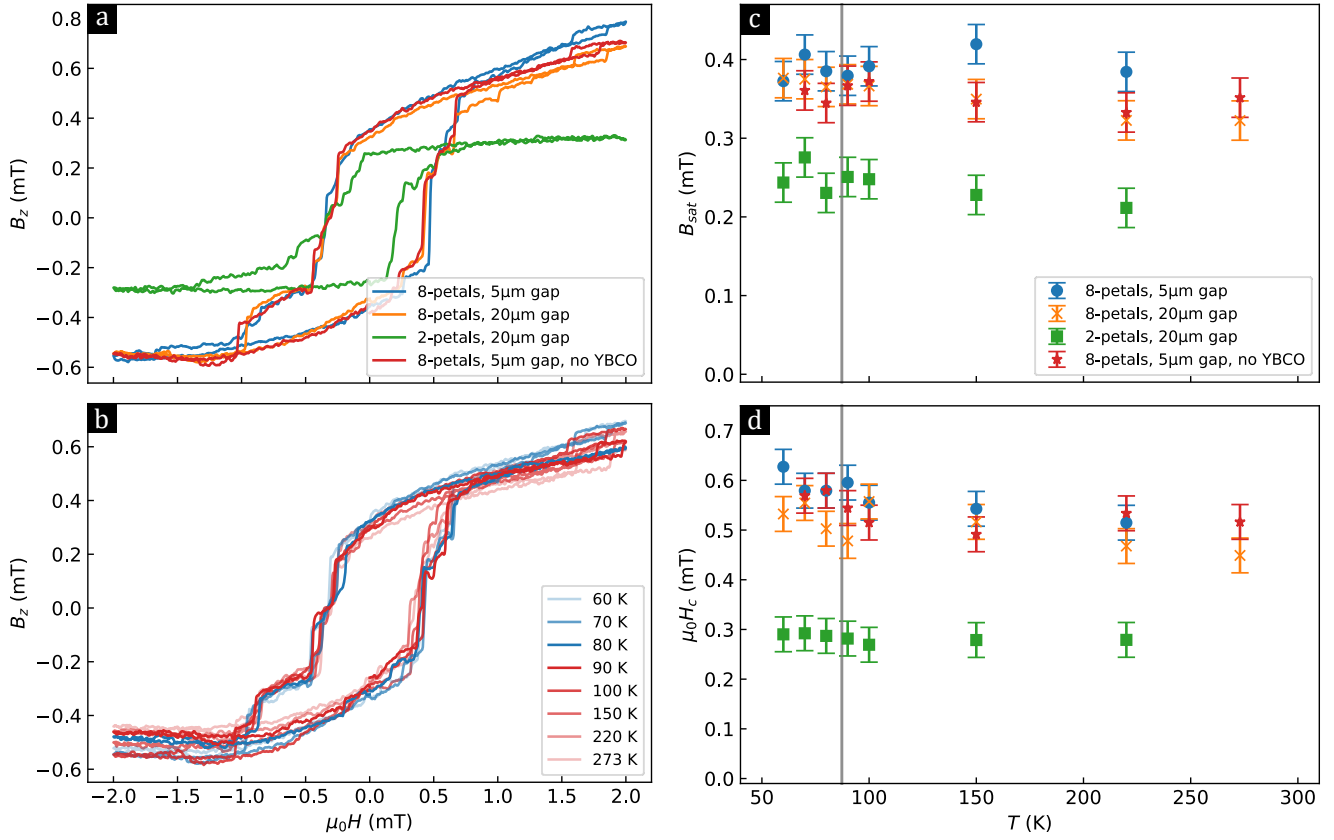 a
0.8
0.6
0.4
0.2
0.0
−0.2
−0.4
−0.6
B_z (mT)
8-petals, 5μm gap
8-petals, 20μm gap
2-petals, 20μm gap
8-petals, 5μm gap, no YBCO
b
0.6
0.4
0.2
0.0
−0.2
−0.4
−0.6
B_z (mT)
60 K
70 K
80 K
90 K
100 K
150 K
220 K
273 K
−2.0 −1.5 −1.0 −0.5 0.0 0.5 1.0 1.5 2.0
μ₀H (mT)
c
0.4
0.3
0.2
0.1
0.0
B_sat (mT)
8-petals, 5μm gap
8-petals, 20μm gap
2-petals, 20μm gap
8-petals, 5μm gap, no YBCO
d
0.7
0.6
0.5
0.4
0.3
0.2
0.1
0.0
μ₀H_c (mT)
50 100 150 200 250 300
T (K)